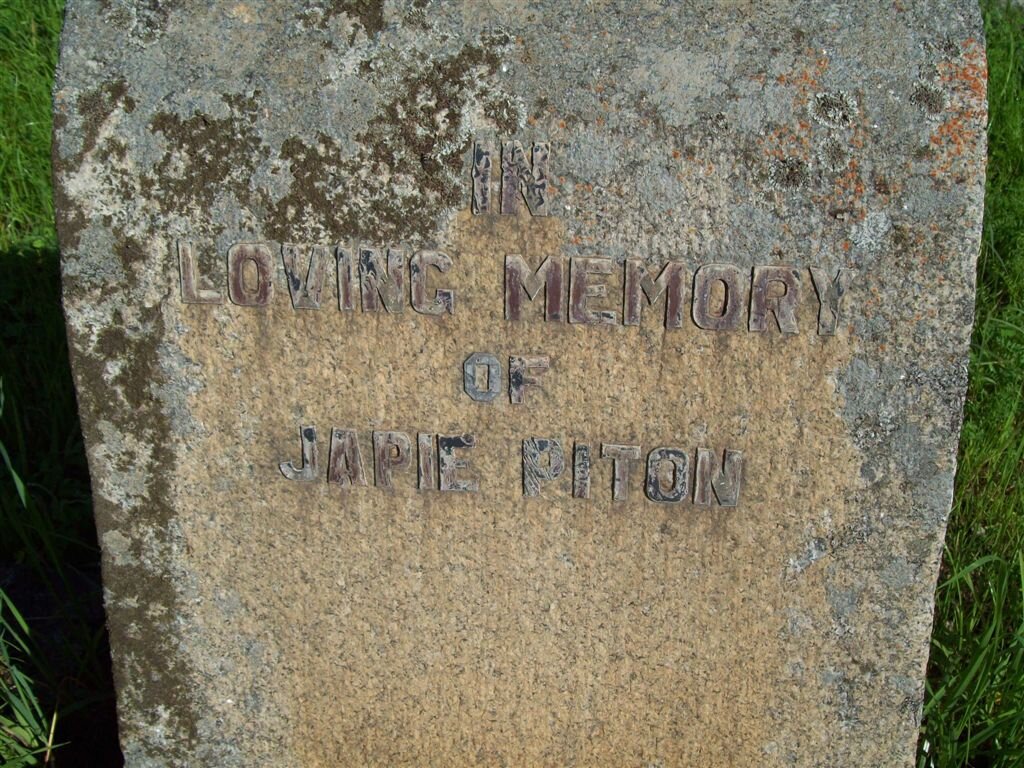 IN
LOVING MEMORY
OF
JAPIE PITON